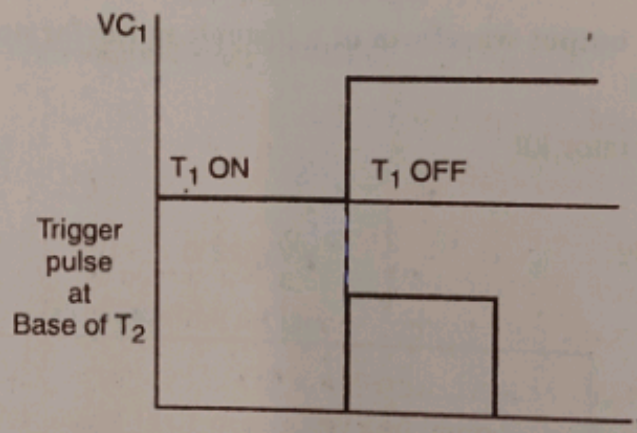 VC1
T1 ON
T1 OFF
Trigger
pulse
at
Base of T2